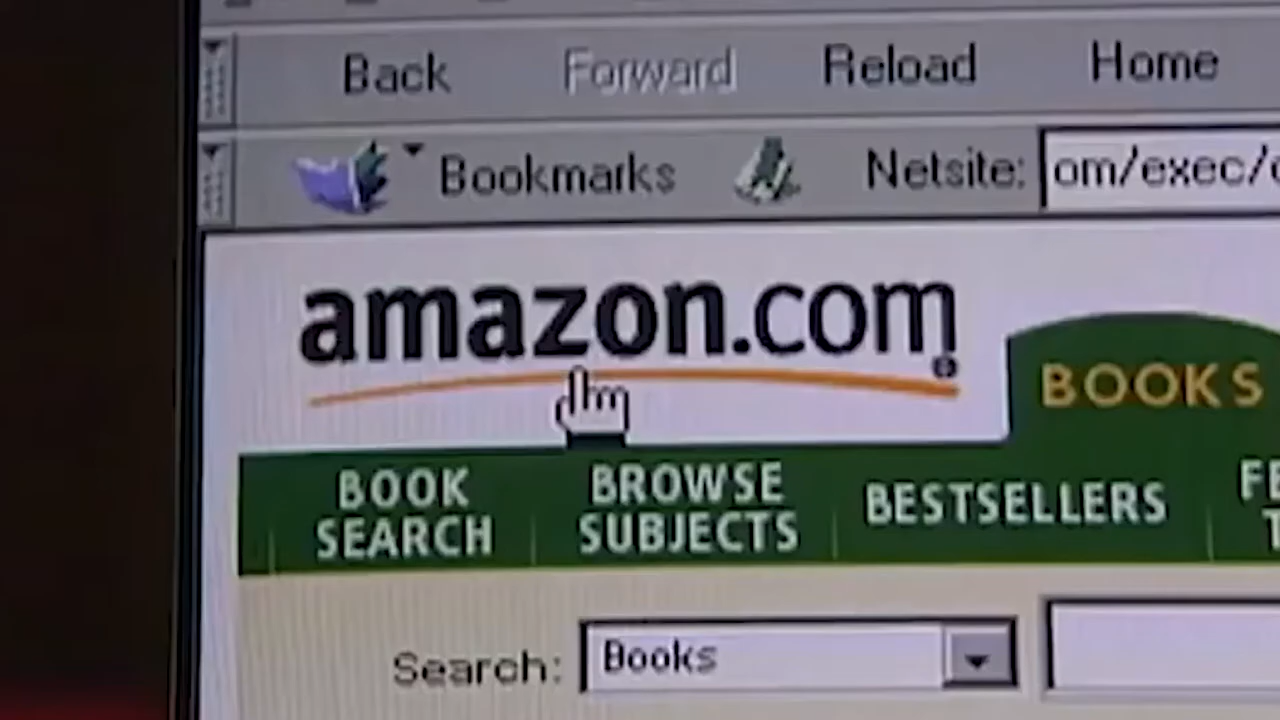 Back Forward Reload Home
Bookmarks Netsite: om/exec/
amazon.com
BOOKS
BOOK SEARCH
BROWSE SUBJECTS
BESTSELLERS
Search: Books